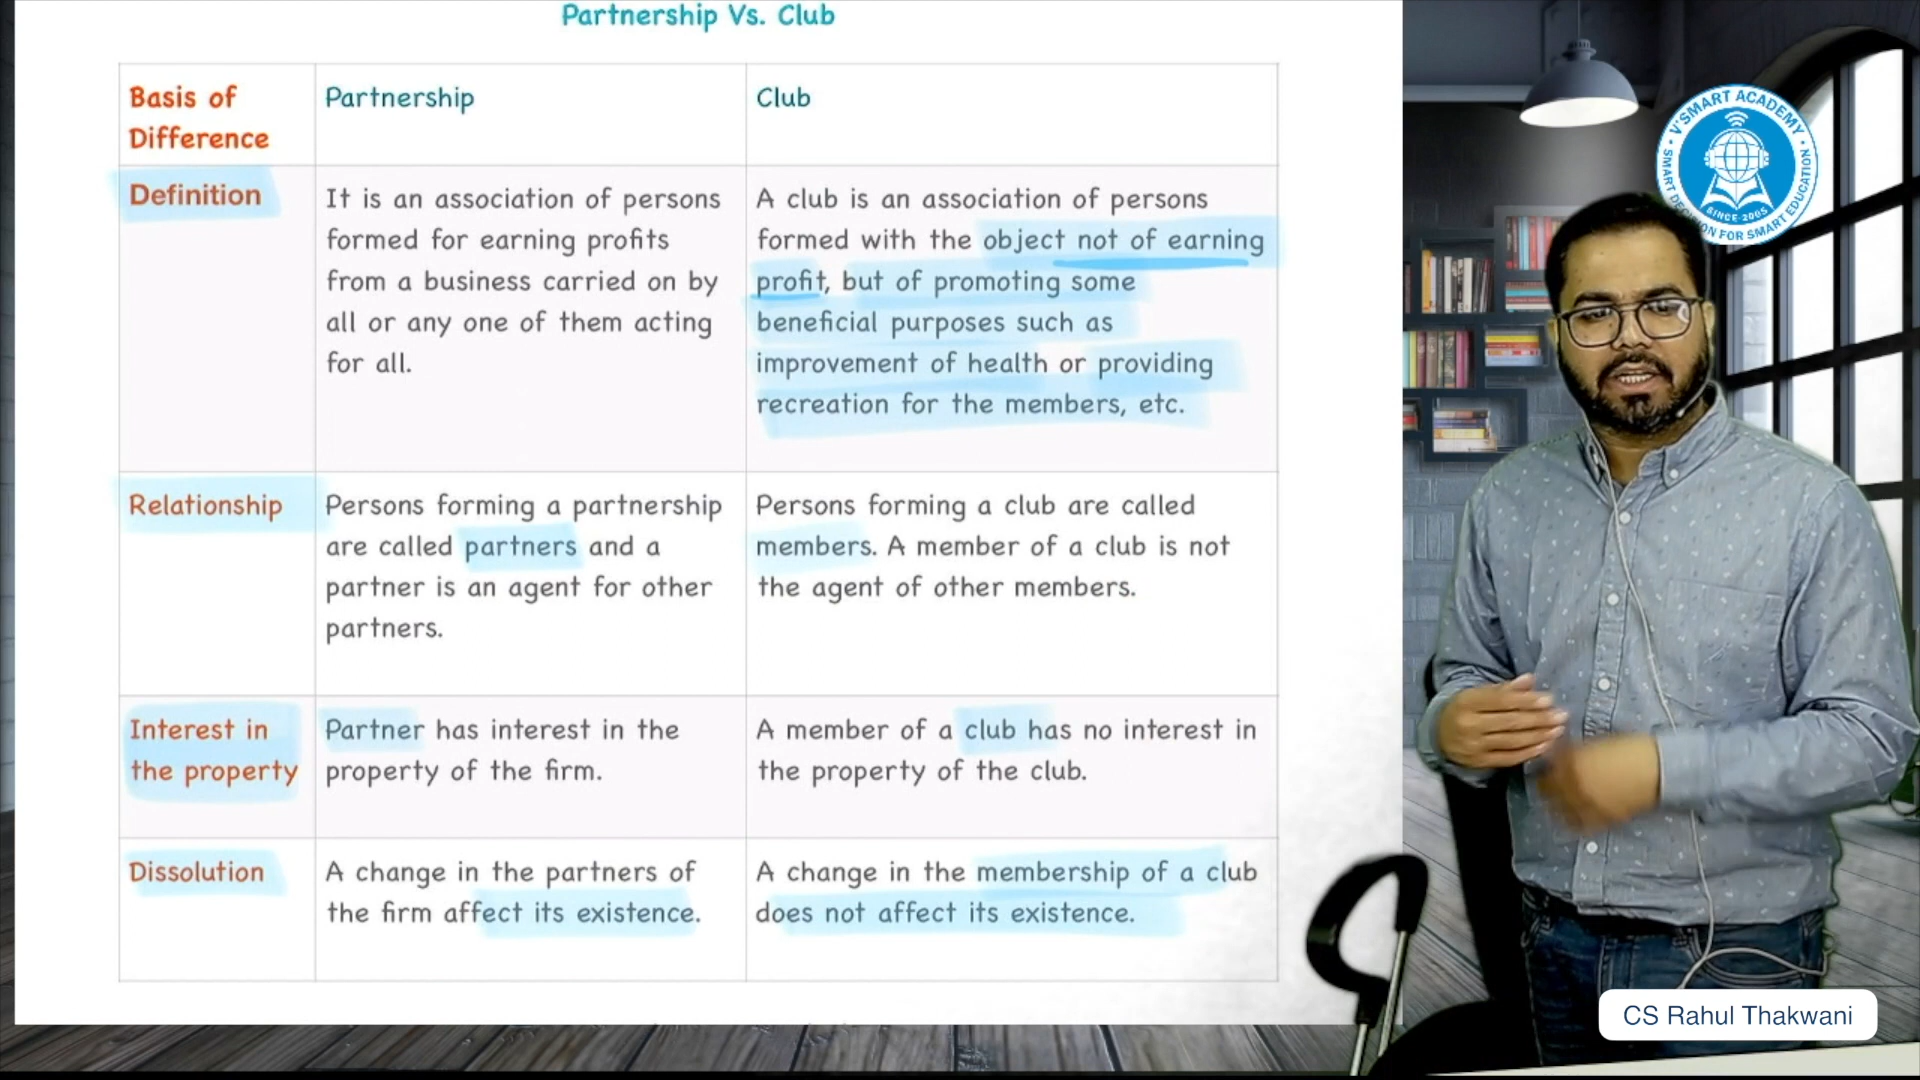 Partnership Vs. Club
Basis of
Difference
Partnership
Club
Definition
It is an association of persons
formed for earning profits
from a business carried on by
all or any one of them acting
for all.
A club is an association of persons
formed with the object not of earning
profit, but of promoting some
beneficial purposes such as
improvement of health or providing
recreation for the members, etc.
Relationship
Persons forming a partnership
are called partners and a
partner is an agent for other
partners.
Persons forming a club are called
members. A member of a club is not
the agent of other members.
Interest in
the property
Partner has interest in the
property of the firm.
A member of a club has no interest in
the property of the club.
Dissolution
A change in the partners of
the firm affect its existence.
A change in the membership of a club
does not affect its existence.
V'SMART ACADEMY
SINCE-2005
SMART DECISION FOR SMART EDUCATION
CS Rahul Thakwani